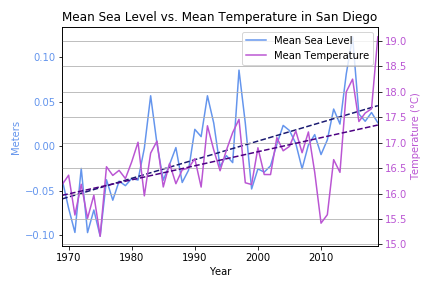 Mean Sea Level vs. Mean Temperature in San Diego
Mean Sea Level
Mean Temperature
Meters
0.10
0.05
0.00
−0.05
−0.10
19.0
18.5
18.0
17.5
17.0
16.5
16.0
15.5
15.0
Temperature (°C)
1970 1980 1990 2000 2010
Year